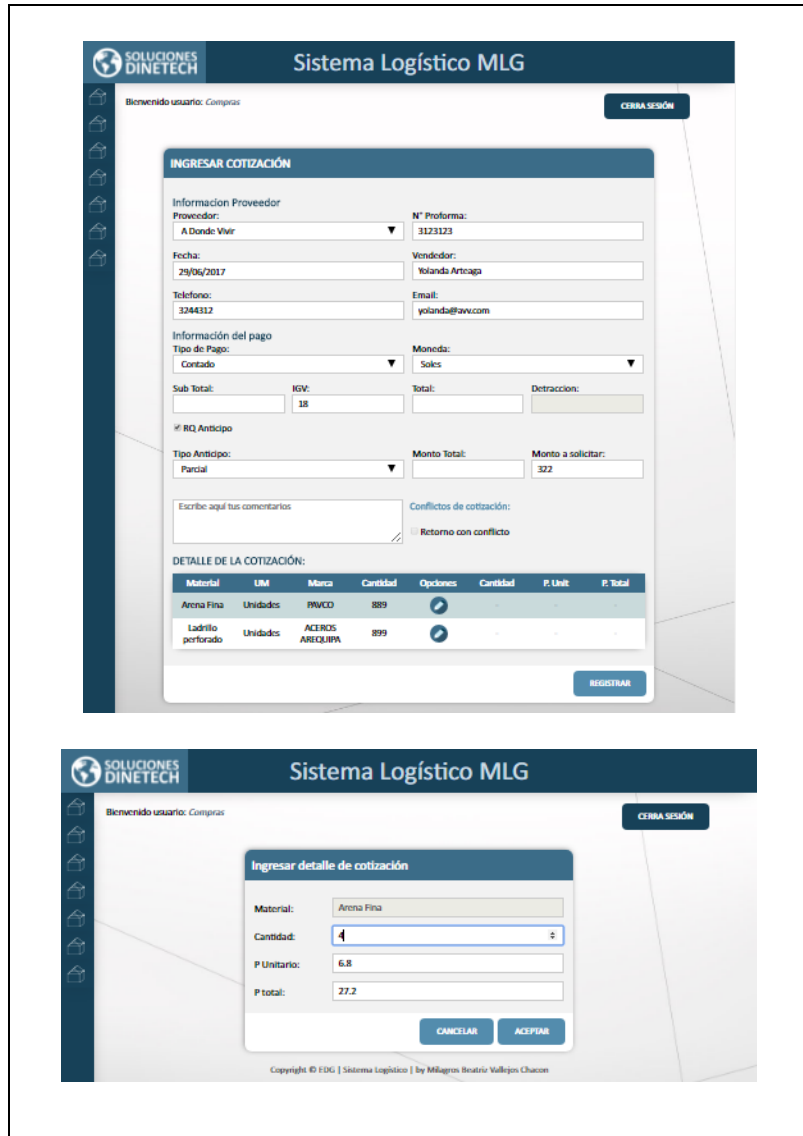 SOLUCIONES
DINETECH
Sistema Logístico MLG
Bienvenido usuario: Compras
CERRA SESIÓN
INGRESAR COTIZACIÓN
Informacion Proveedor
Proveedor: N° Proforma:
A Donde Vivir 3123123
Fecha: Vendedor:
29/06/2017 Yolanda Arteaga
Telefono: Email:
3244312 yolanda@avv.com
Información del pago
Tipo de Pago: Moneda:
Contado Soles
Sub Total: IGV: Total: Detraccion:
18
RQ Anticipo
Tipo Anticipo: Monto Total: Monto a solicitar:
Parcial 322
Escribe aquí tus comentarios Conflictos de cotización:
Retorno con conflicto
DETALLE DE LA COTIZACIÓN:
Material UM Marca Cantidad Opciones Cantidad P. Unit P. Total
Arena Fina Unidades PAVCO 889 - - -
Ladrillo perforado Unidades ACEROS AREQUIPA 899 - - -
REGISTRAR
SOLUCIONES
DINETECH
Sistema Logístico MLG
Bienvenido usuario: Compras
CERRA SESIÓN
Ingresar detalle de cotización
Material: Arena Fina
Cantidad: 4
P Unitario: 6.8
P total: 27.2
CANCELAR ACEPTAR
Copyright © EDG | Sistema Logístico | by Milagros Beatriz Vallejos Chacon